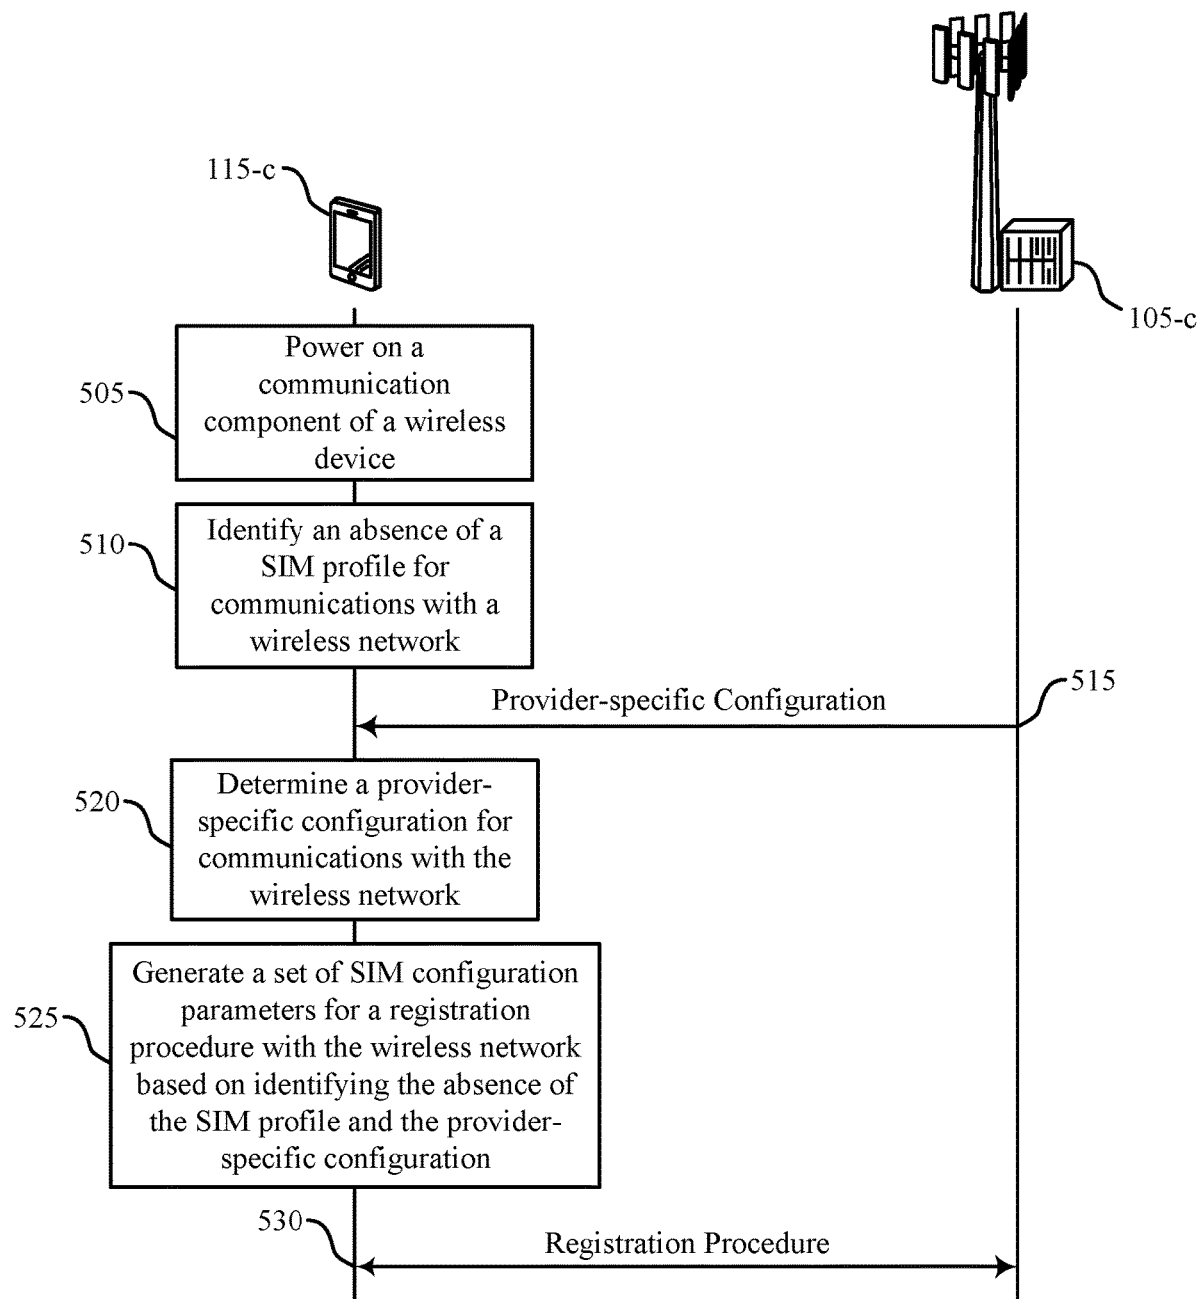 115-c
105-c
505
Power on a
communication
component of a wireless
device
510
Identify an absence of a
SIM profile for
communications with a
wireless network
Provider-specific Configuration
515
520
Determine a provider-
specific configuration for
communications with the
wireless network
525
Generate a set of SIM configuration
parameters for a registration
procedure with the wireless network
based on identifying the absence of
the SIM profile and the provider-
specific configuration
530
Registration Procedure